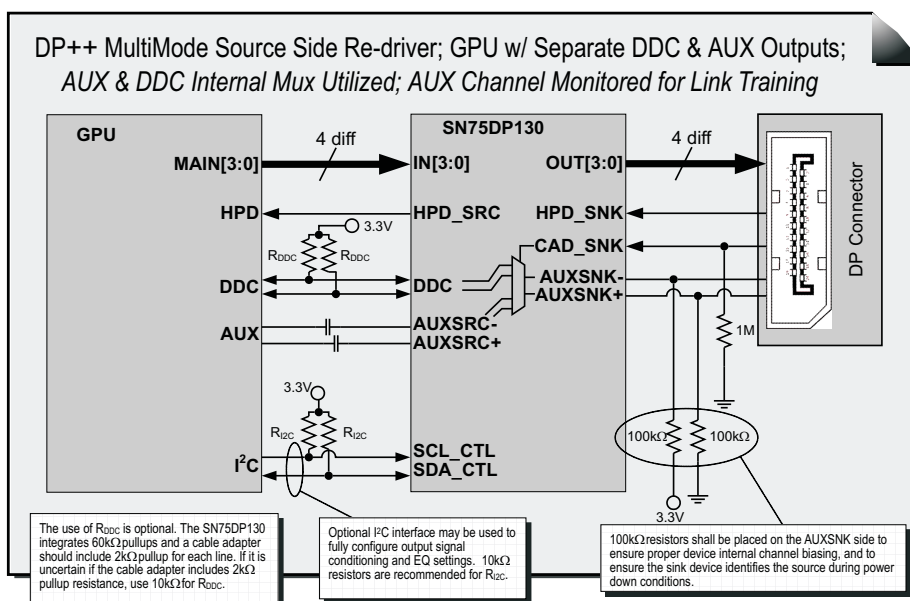 DP++ MultiMode Source Side Re-driver; GPU w/ Separate DDC & AUX Outputs;
AUX & DDC Internal Mux Utilized; AUX Channel Monitored for Link Training
GPU
SN75DP130
MAIN[3:0]
4 diff
IN[3:0]
OUT[3:0]
4 diff
HPD
HPD_SRC
HPD_SNK
3.3V
RDDC
RDDC
CAD_SNK
DDC
DDC
AUXSNK-
AUXSNK+
AUX
AUXSRC-
AUXSRC+
1M
DP Connector
3.3V
RI2C
RI2C
I²C
SCL_CTL
SDA_CTL
100kΩ
100kΩ
3.3V
The use of RDDC is optional. The SN75DP130
integrates 60kΩ pullups and a cable adapter
should include 2kΩ pullup for each line. If it is
uncertain if the cable adapter includes 2kΩ
pullup resistance, use 10kΩ for RDDC.
Optional I²C interface may be used to
fully configure output signal
conditioning and EQ settings. 10kΩ
resistors are recommended for RI2C.
100kΩ resistors shall be placed on the AUXSNK side to
ensure proper device internal channel biasing, and to
ensure the sink device identifies the source during power
down conditions.